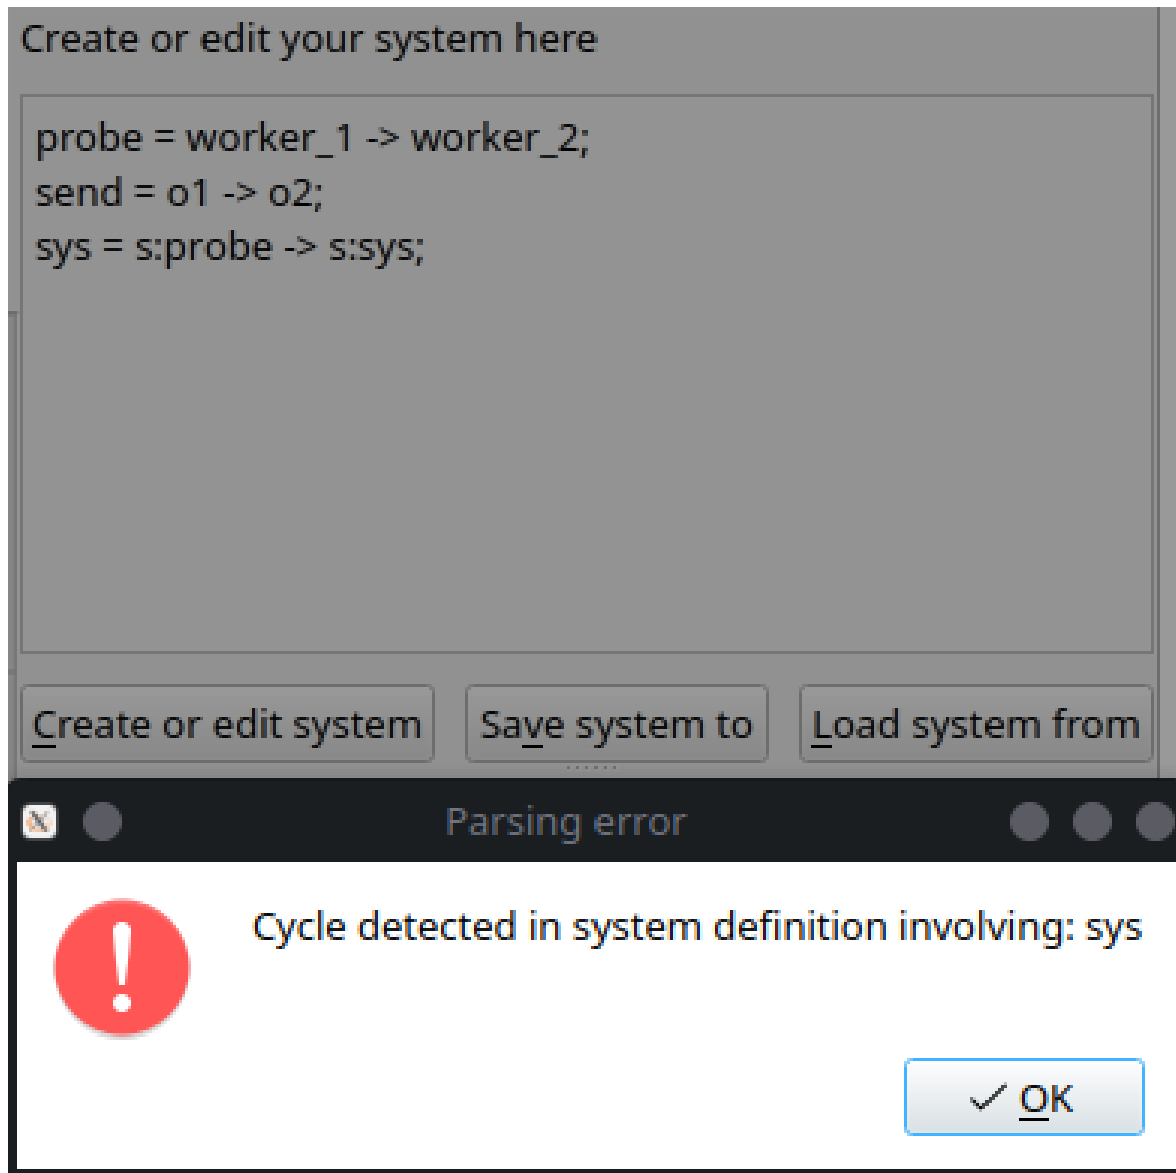 Create or edit your system here
probe = worker_1 -> worker_2;
send = o1 -> o2;
sys = s:probe -> s:sys;
Create or edit system
Save system to
Load system from
Parsing error
Cycle detected in system definition involving: sys
OK